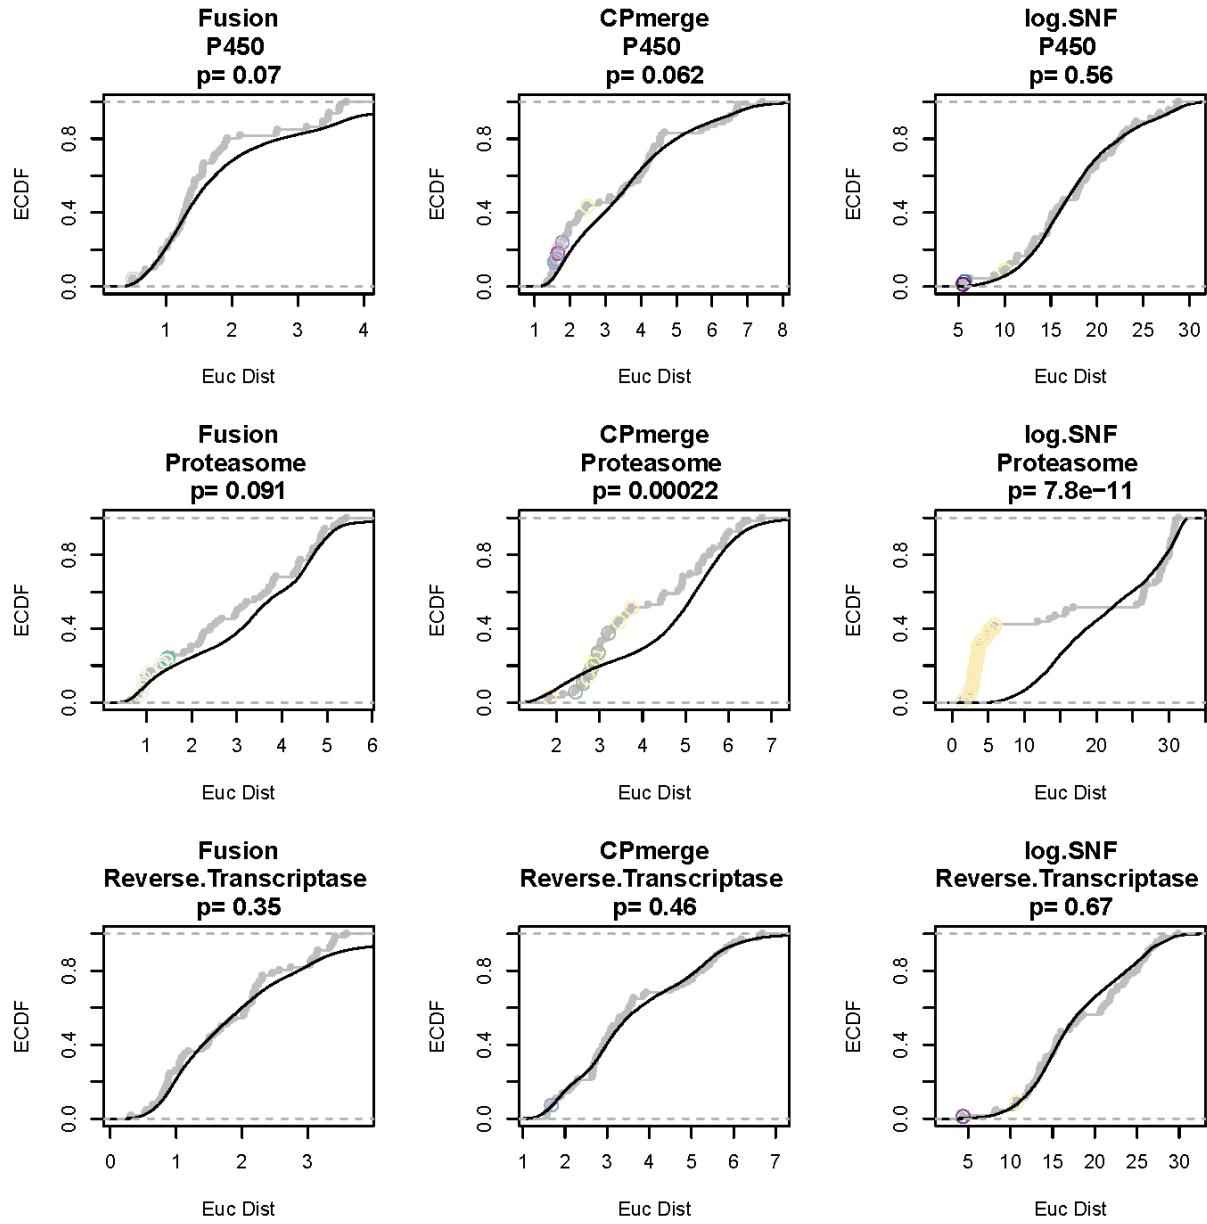 Fusion
P450
p= 0.07
ECDF
0.0 0.4 0.8
1 2 3 4
Euc Dist
CPmerge
P450
p= 0.062
ECDF
0.0 0.4 0.8
1 2 3 4 5 6 7 8
Euc Dist
log.SNF
P450
p= 0.56
ECDF
0.0 0.4 0.8
5 10 15 20 25 30
Euc Dist
Fusion
Proteasome
p= 0.091
ECDF
0.0 0.4 0.8
1 2 3 4 5 6
Euc Dist
CPmerge
Proteasome
p= 0.00022
ECDF
0.0 0.4 0.8
2 3 4 5 6 7
Euc Dist
log.SNF
Proteasome
p= 7.8e−11
ECDF
0.0 0.4 0.8
0 5 10 20 30
Euc Dist
Fusion
Reverse.Transcriptase
p= 0.35
ECDF
0.0 0.4 0.8
0 1 2 3
Euc Dist
CPmerge
Reverse.Transcriptase
p= 0.46
ECDF
0.0 0.4 0.8
1 2 3 4 5 6 7
Euc Dist
log.SNF
Reverse.Transcriptase
p= 0.67
ECDF
0.0 0.4 0.8
5 10 15 20 25 30
Euc Dist